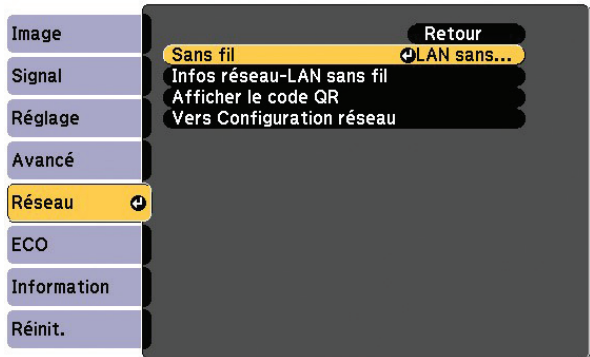 Image
Signal
Réglage
Avancé
Réseau
ECO
Information
Réinit.
Retour
Sans fil LAN sans...)
Infos réseau-LAN sans fil
Afficher le code QR
Vers Configuration réseau